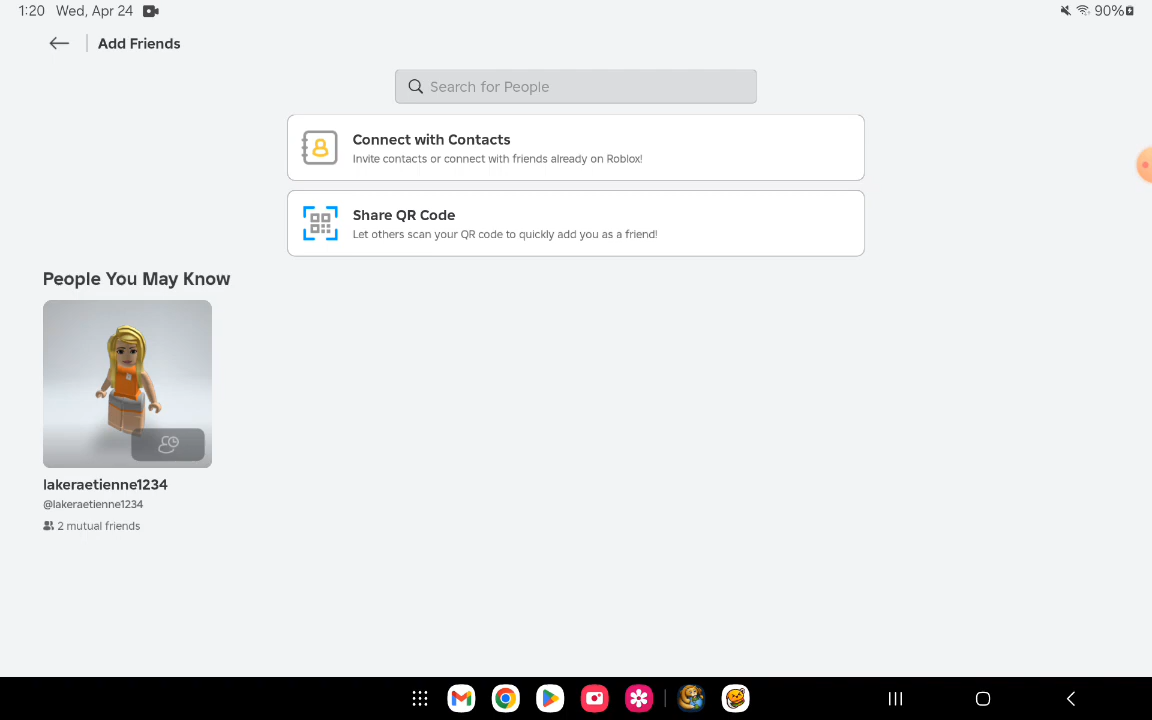 1:20 Wed, Apr 24 90%
Add Friends
Search for People
Connect with Contacts
Invite contacts or connect with friends already on Roblox!
Share QR Code
Let others scan your QR code to quickly add you as a friend!
People You May Know
lakeraetienne1234
@lakeraetienne1234
2 mutual friends